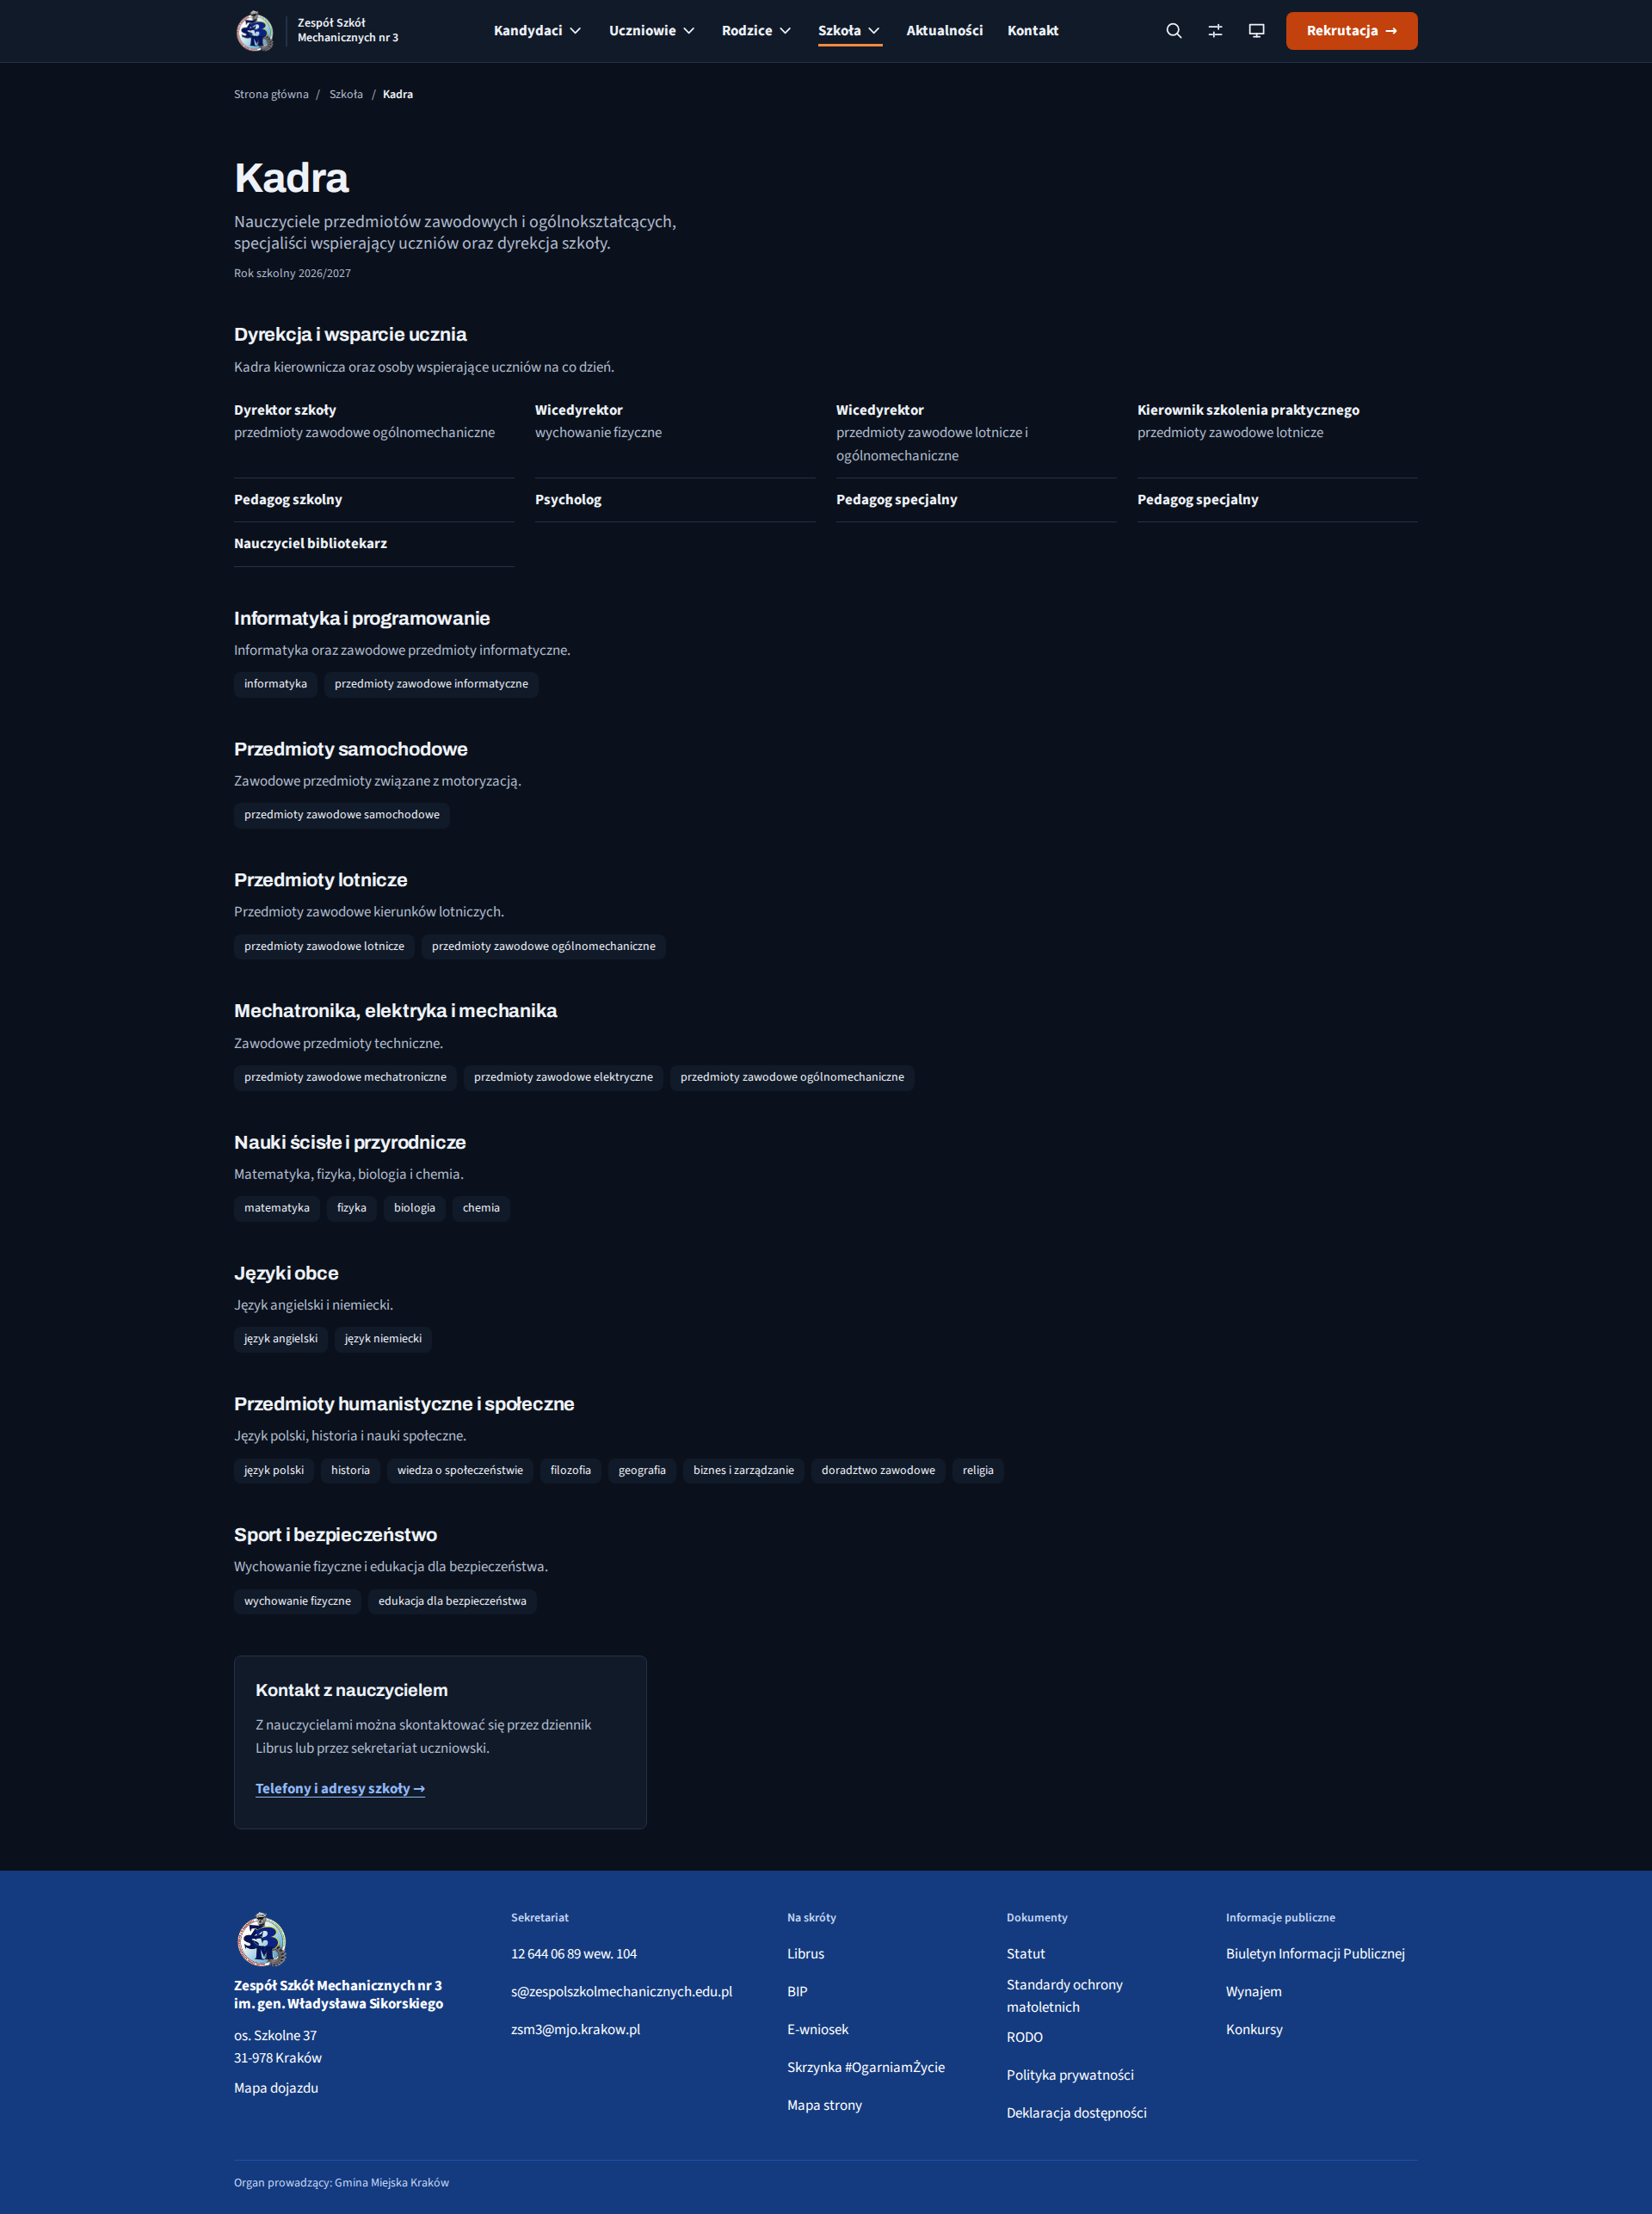 Zespół Szkół
Mechanicznych nr 3
Kandydaci
Uczniowie
Rodzice
Szkoła
Aktualności
Kontakt
Rekrutacja →
Strona główna / Szkoła / Kadra
Kadra
Nauczyciele przedmiotów zawodowych i ogólnokształcących,
specjaliści wspierający uczniów oraz dyrekcja szkoły.
Rok szkolny 2026/2027
Dyrekcja i wsparcie ucznia
Kadra kierownicza oraz osoby wspierające uczniów na co dzień.
Dyrektor szkoły
przedmioty zawodowe ogólnomechaniczne
Wicedyrektor
wychowanie fizyczne
Wicedyrektor
przedmioty zawodowe lotnicze i
ogólnomechaniczne
Kierownik szkolenia praktycznego
przedmioty zawodowe lotnicze
Pedagog szkolny
Psycholog
Pedagog specjalny
Pedagog specjalny
Nauczyciel bibliotekarz
Informatyka i programowanie
Informatyka oraz zawodowe przedmioty informatyczne.
informatyka
przedmioty zawodowe informatyczne
Przedmioty samochodowe
Zawodowe przedmioty związane z motoryzacją.
przedmioty zawodowe samochodowe
Przedmioty lotnicze
Przedmioty zawodowe kierunków lotniczych.
przedmioty zawodowe lotnicze
przedmioty zawodowe ogólnomechaniczne
Mechatronika, elektryka i mechanika
Zawodowe przedmioty techniczne.
przedmioty zawodowe mechatroniczne
przedmioty zawodowe elektryczne
przedmioty zawodowe ogólnomechaniczne
Nauki ścisłe i przyrodnicze
Matematyka, fizyka, biologia i chemia.
matematyka
fizyka
biologia
chemia
Języki obce
Język angielski i niemiecki.
język angielski
język niemiecki
Przedmioty humanistyczne i społeczne
Język polski, historia i nauki społeczne.
język polski
historia
wiedza o społeczeństwie
filozofia
geografia
biznes i zarządzanie
doradztwo zawodowe
religia
Sport i bezpieczeństwo
Wychowanie fizyczne i edukacja dla bezpieczeństwa.
wychowanie fizyczne
edukacja dla bezpieczeństwa
Kontakt z nauczycielem
Z nauczycielami można skontaktować się przez dziennik
Librus lub przez sekretariat uczniowski.
Telefony i adresy szkoły →
Zespół Szkół Mechanicznych nr 3
im. gen. Władysława Sikorskiego
os. Szkolne 37
31-978 Kraków
Mapa dojazdu
Sekretariat
12 644 06 89 wew. 104
s@zespolszkolmechanicznych.edu.pl
zsm3@mjo.krakow.pl
Na skróty
Librus
BIP
E-wniosek
Skrzynka #OgarniamŻycie
Mapa strony
Dokumenty
Statut
Standardy ochrony
małoletnich
RODO
Polityka prywatności
Deklaracja dostępności
Informacje publiczne
Biuletyn Informacji Publicznej
Wynajem
Konkursy
Organ prowadzący: Gmina Miejska Kraków